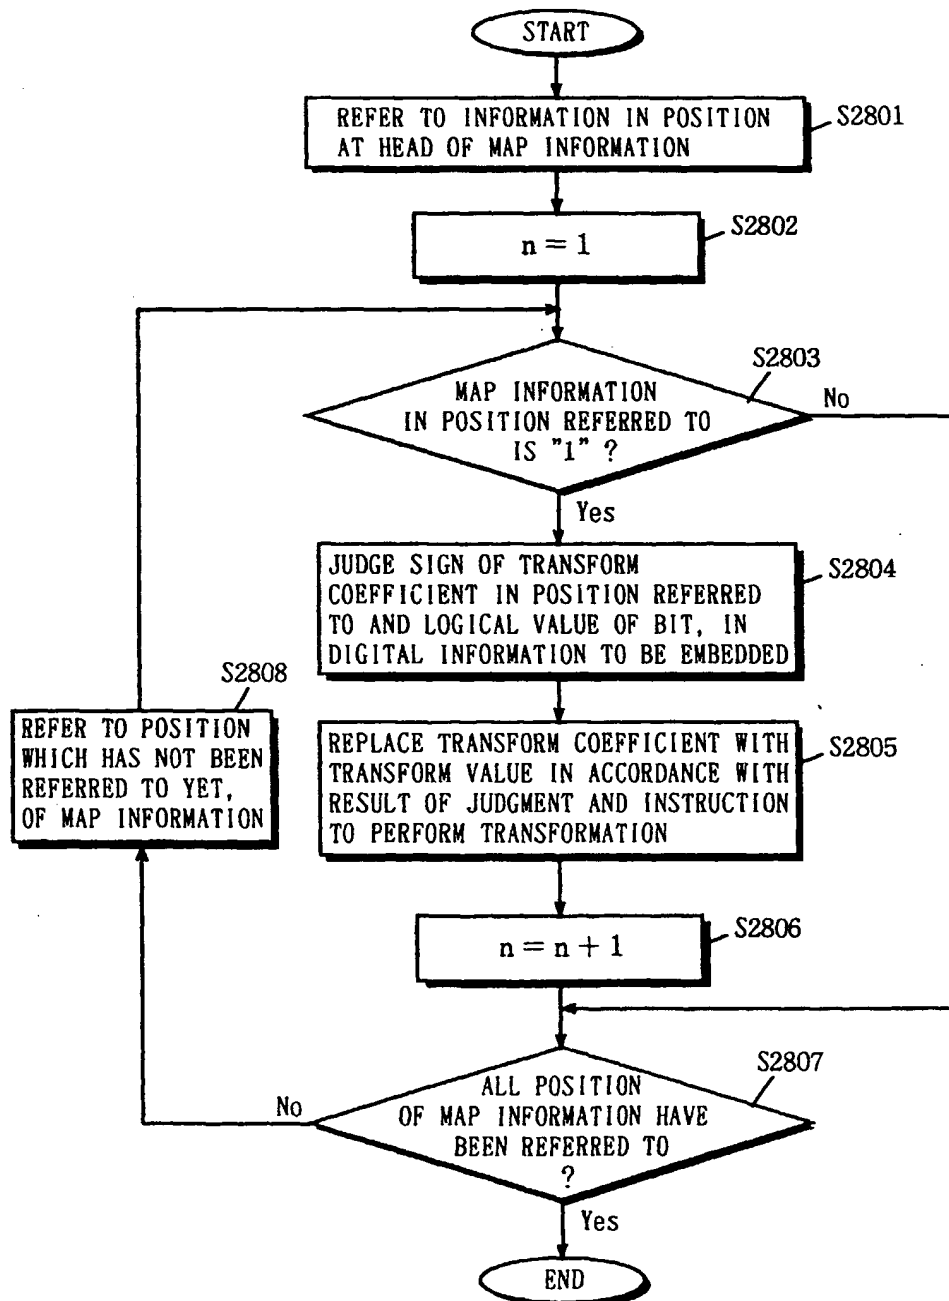 START
REFER TO INFORMATION IN POSITION
AT HEAD OF MAP INFORMATION
S2801
n = 1
S2802
MAP INFORMATION
IN POSITION REFERRED TO
IS "1" ?
S2803
No
Yes
JUDGE SIGN OF TRANSFORM
COEFFICIENT IN POSITION REFERRED
TO AND LOGICAL VALUE OF BIT, IN
DIGITAL INFORMATION TO BE EMBEDDED
S2804
S2808
REFER TO POSITION
WHICH HAS NOT BEEN
REFERRED TO YET,
OF MAP INFORMATION
REPLACE TRANSFORM COEFFICIENT WITH
TRANSFORM VALUE IN ACCORDANCE WITH
RESULT OF JUDGMENT AND INSTRUCTION
TO PERFORM TRANSFORMATION
S2805
n = n + 1
S2806
ALL POSITION
OF MAP INFORMATION HAVE
BEEN REFERRED TO
?
S2807
No
Yes
END